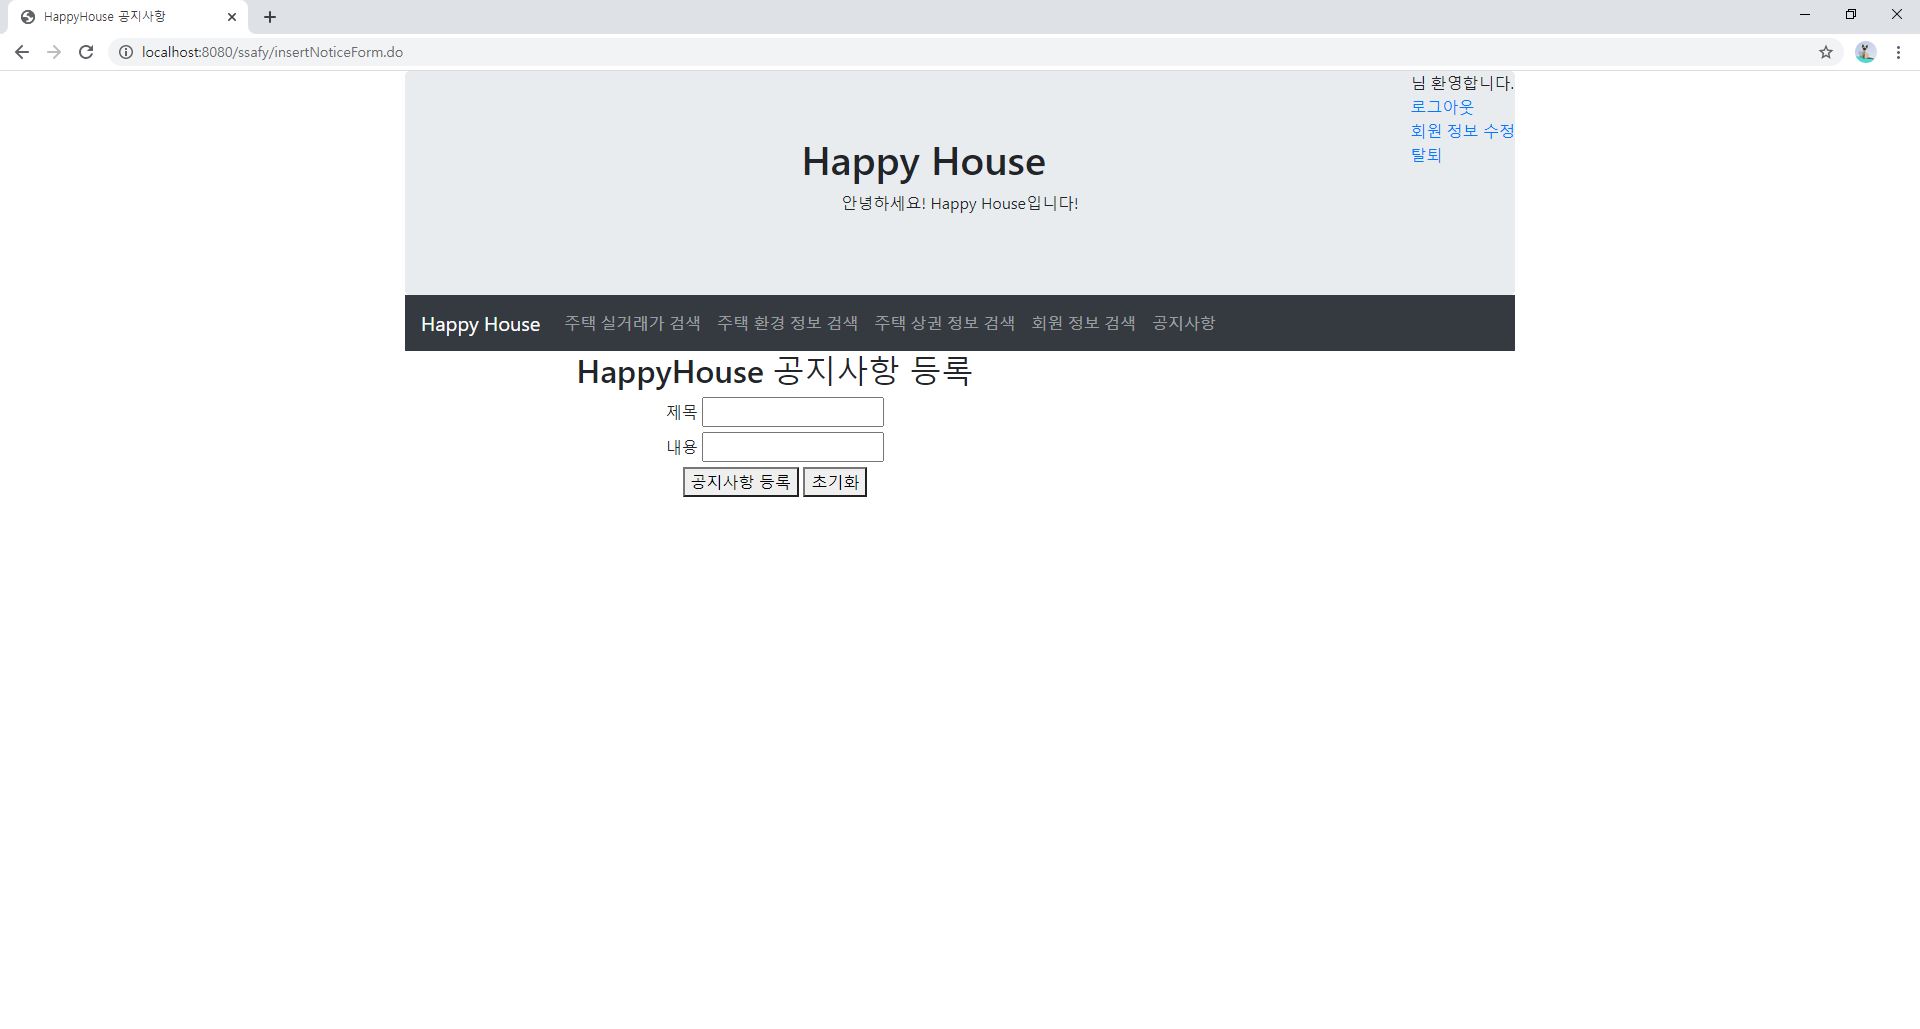 HappyHouse 공지사항
localhost:8080/ssafy/insertNoticeForm.do
님 환영합니다.
로그아웃
회원 정보 수정
탈퇴
Happy House
안녕하세요! Happy House입니다!
Happy House 주택 실거래가 검색 주택 환경 정보 검색 주택 상권 정보 검색 회원 정보 검색 공지사항
HappyHouse 공지사항 등록
제목
내용
공지사항 등록 초기화